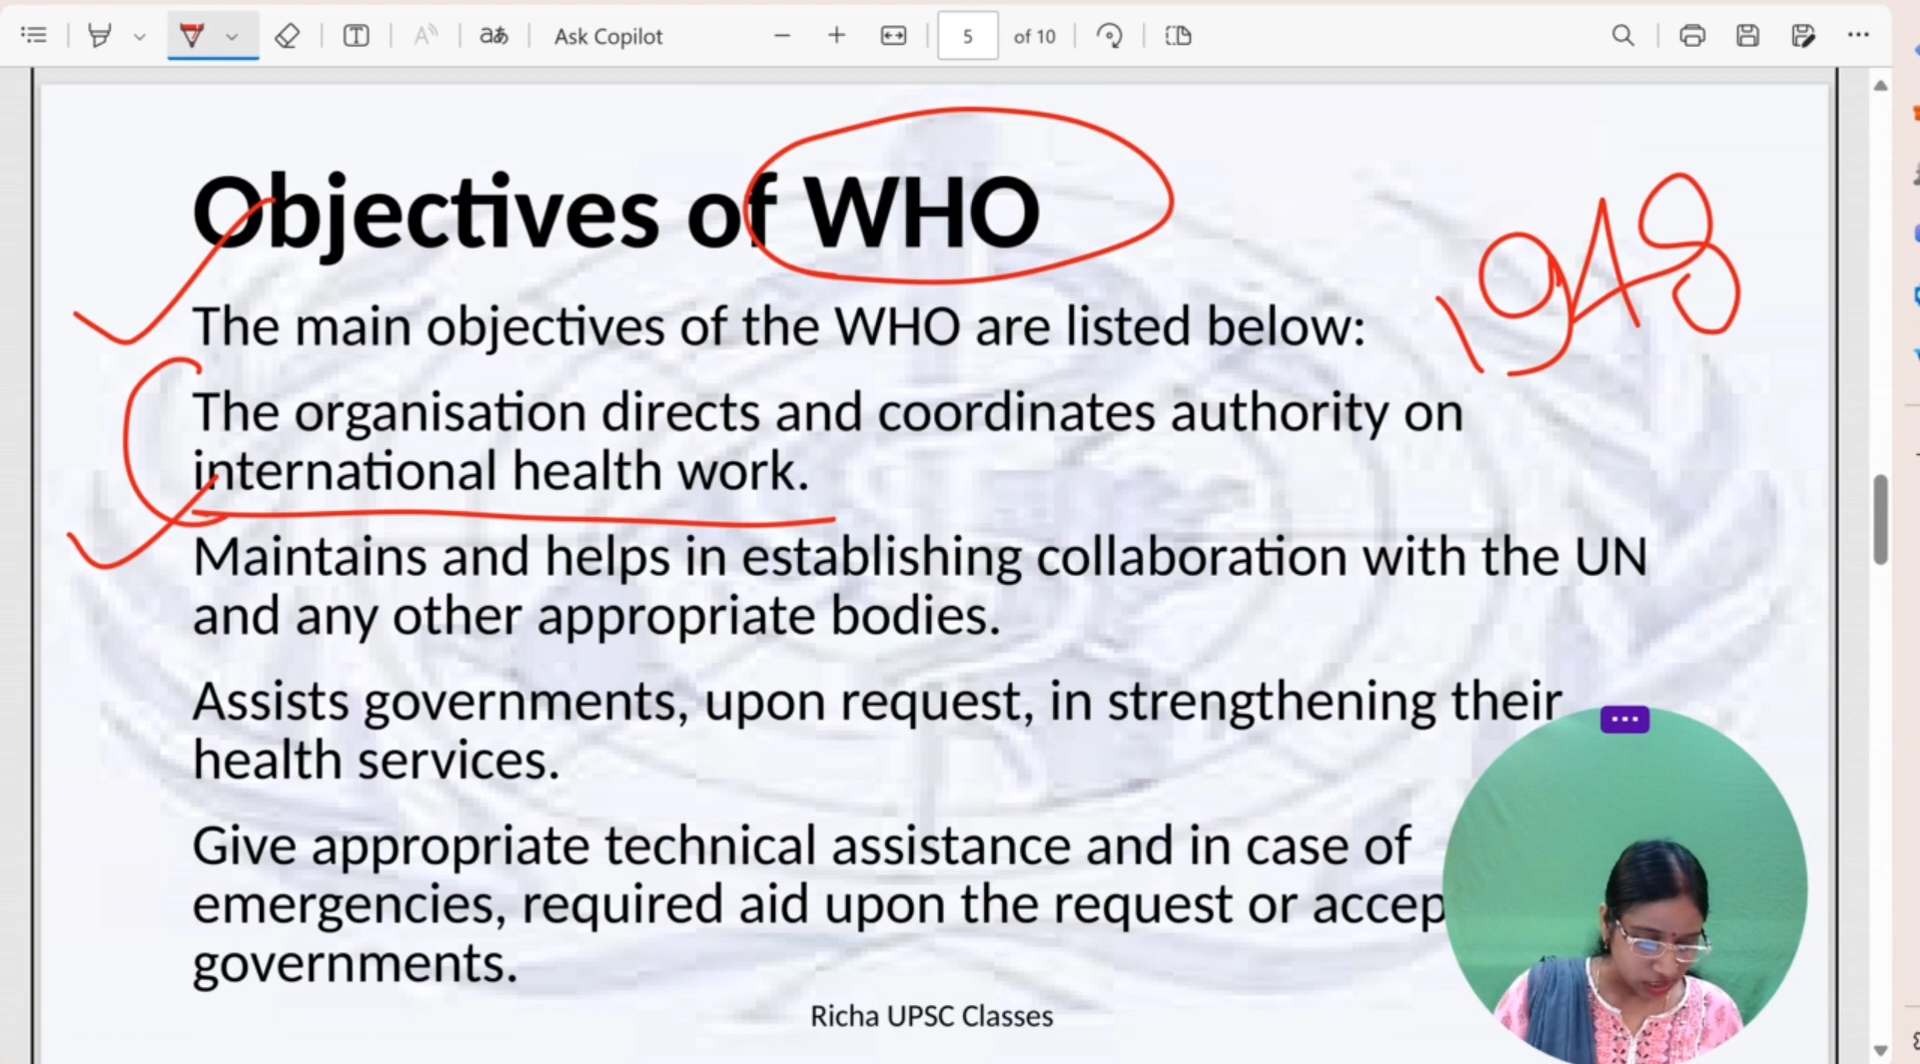 Ask Copilot
5 of 10
Objectives of WHO
1948
The main objectives of the WHO are listed below:
The organisation directs and coordinates authority on
international health work.
Maintains and helps in establishing collaboration with the UN
and any other appropriate bodies.
Assists governments, upon request, in strengthening their
health services.
Give appropriate technical assistance and in case of
emergencies, required aid upon the request or accep
governments.
Richa UPSC Classes